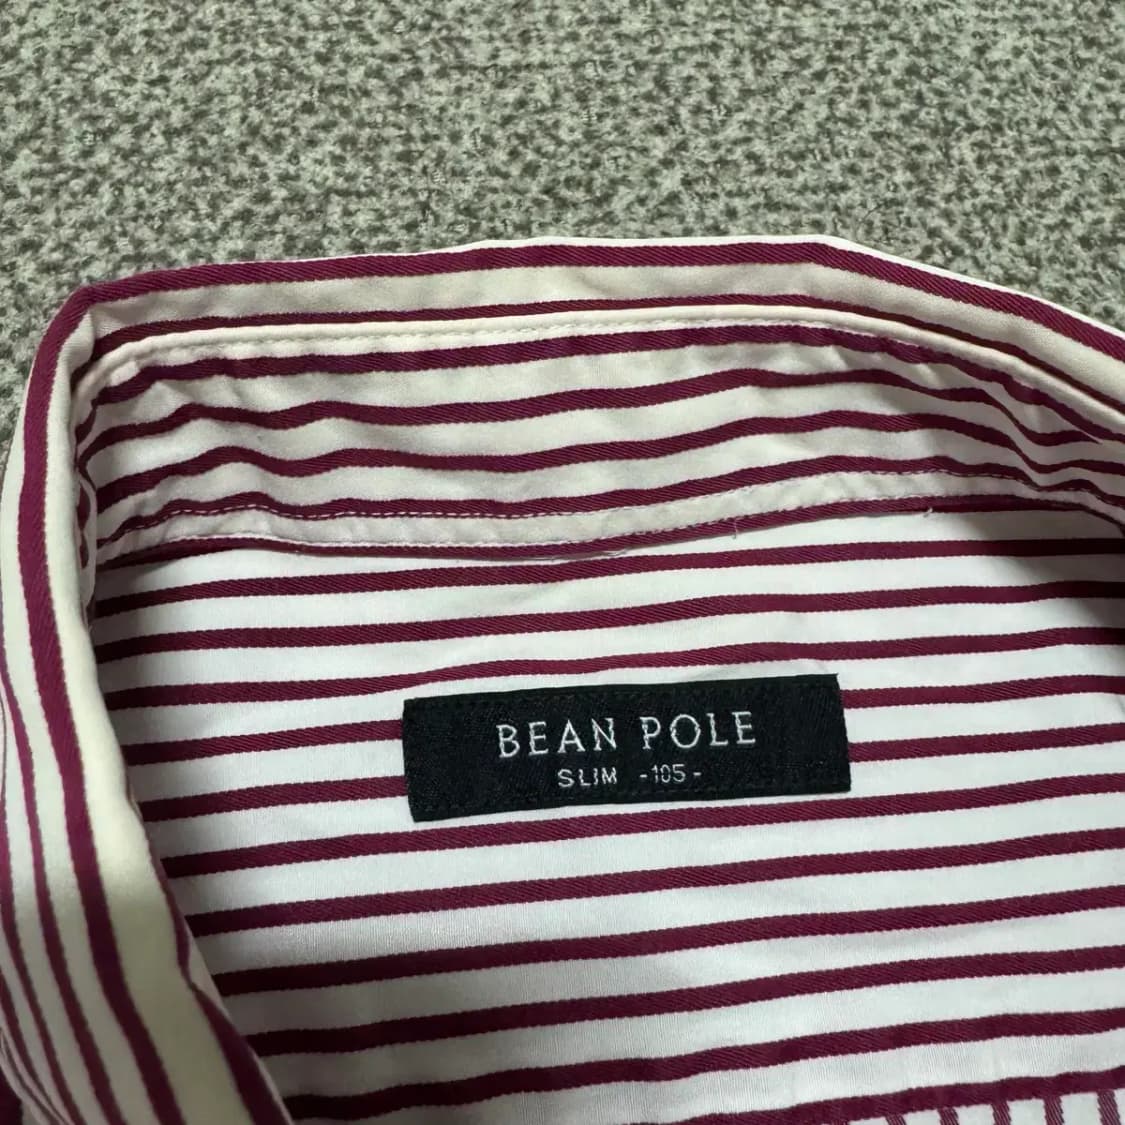 BEAN POLE
SLIM -105-